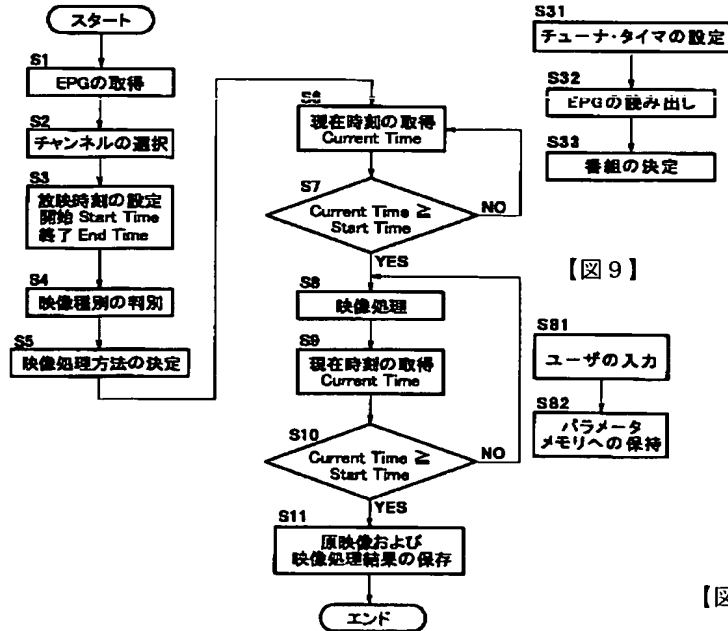 スタート
S1
EPGの取得
S2
チャンネルの選択
S3
放映時刻の設定
開始 Start Time
終了 End Time
S4
映像種別の判別
S5
映像処理方法の決定
現在時刻の取得
Current Time
S7
Current Time ≧
Start Time
NO
YES
S8
映像処理
S9
現在時刻の取得
Current Time
S10
Current Time ≧
Start Time
NO
YES
S11
原映像および
映像処理結果の保存
エンド
S31
チューナ・タイマの設定
S32
EPGの読み出し
S33
番組の決定
【図9】
S81
ユーザの入力
S82
パラメータ
メモリへの保持
【図